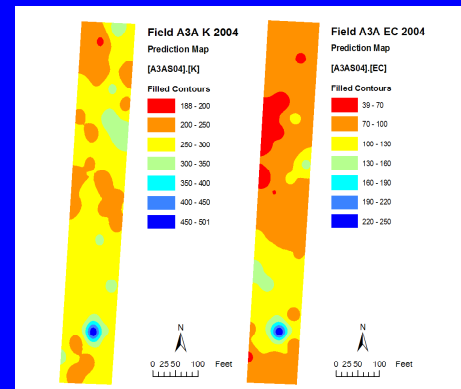 Field A3A K 2004
Prediction Map
[A3AS04].[K]
Filled Contours
188 - 200
200 - 250
250 - 300
300 - 350
350 - 400
400 - 450
450 - 501
N
0 25 50 100 Feet
Field A3A EC 2004
Prediction Map
[A3AS04].[EC]
Filled Contours
39 - 70
70 - 100
100 - 130
130 - 160
160 - 190
190 - 220
220 - 250
N
0 25 50 100 Feet